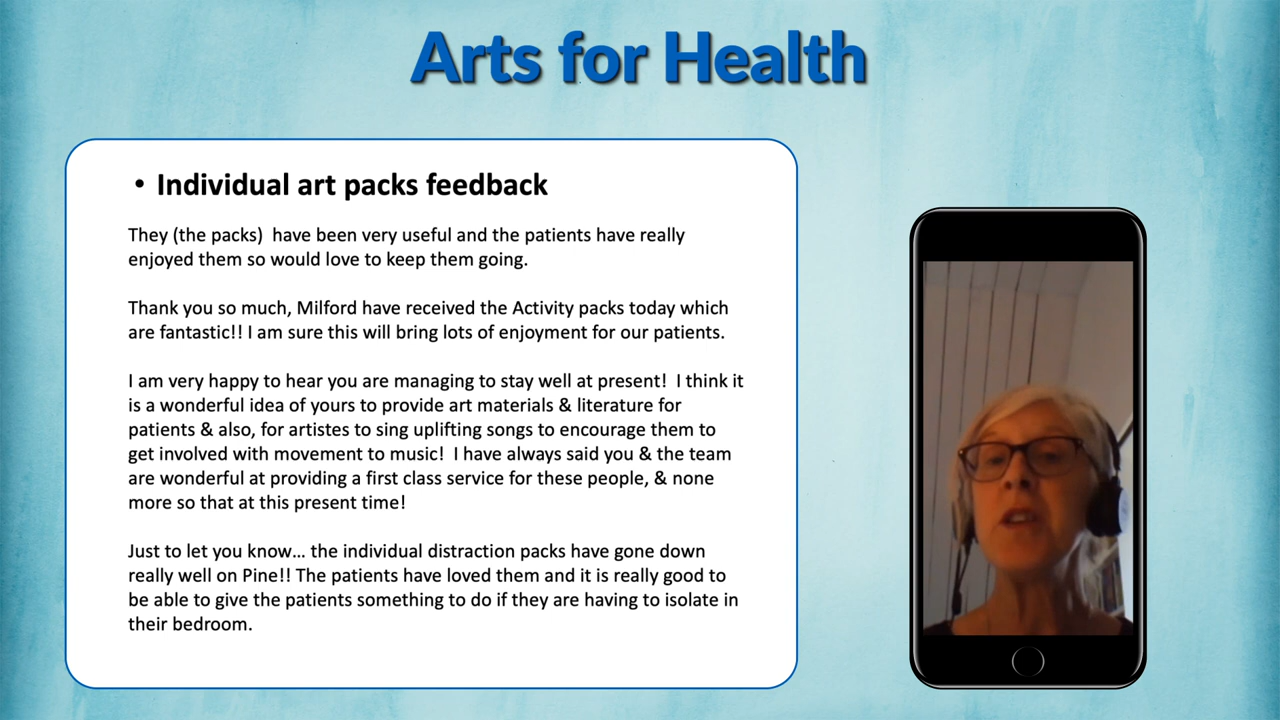 Arts for Health
• Individual art packs feedback
They (the packs)  have been very useful and the patients have really
enjoyed them so would love to keep them going.
Thank you so much, Milford have received the Activity packs today which
are fantastic!! I am sure this will bring lots of enjoyment for our patients.
I am very happy to hear you are managing to stay well at present!  I think it
is a wonderful idea of yours to provide art materials & literature for
patients & also, for artistes to sing uplifting songs to encourage them to
get involved with movement to music!  I have always said you & the team
are wonderful at providing a first class service for these people, & none
more so that at this present time!
Just to let you know… the individual distraction packs have gone down
really well on Pine!! The patients have loved them and it is really good to
be able to give the patients something to do if they are having to isolate in
their bedroom.